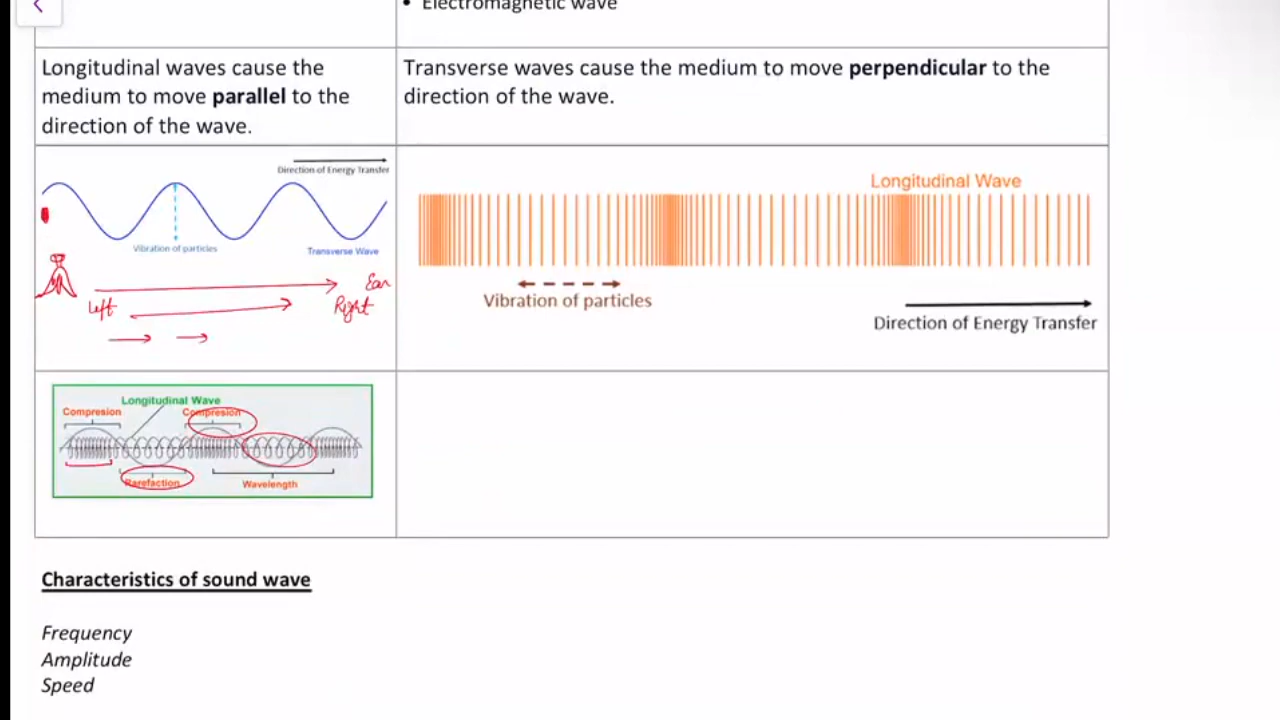 • Electromagnetic wave
Longitudinal waves cause the
medium to move parallel to the
direction of the wave.
Transverse waves cause the medium to move perpendicular to the
direction of the wave.
Direction of Energy Transfer
Vibration of particles
Transverse Wave
Ear
Left
Right
Longitudinal Wave
Vibration of particles
Direction of Energy Transfer
Longitudinal Wave
Compresion
Compresion
Rarefaction
Wavelength
Characteristics of sound wave
Frequency
Amplitude
Speed